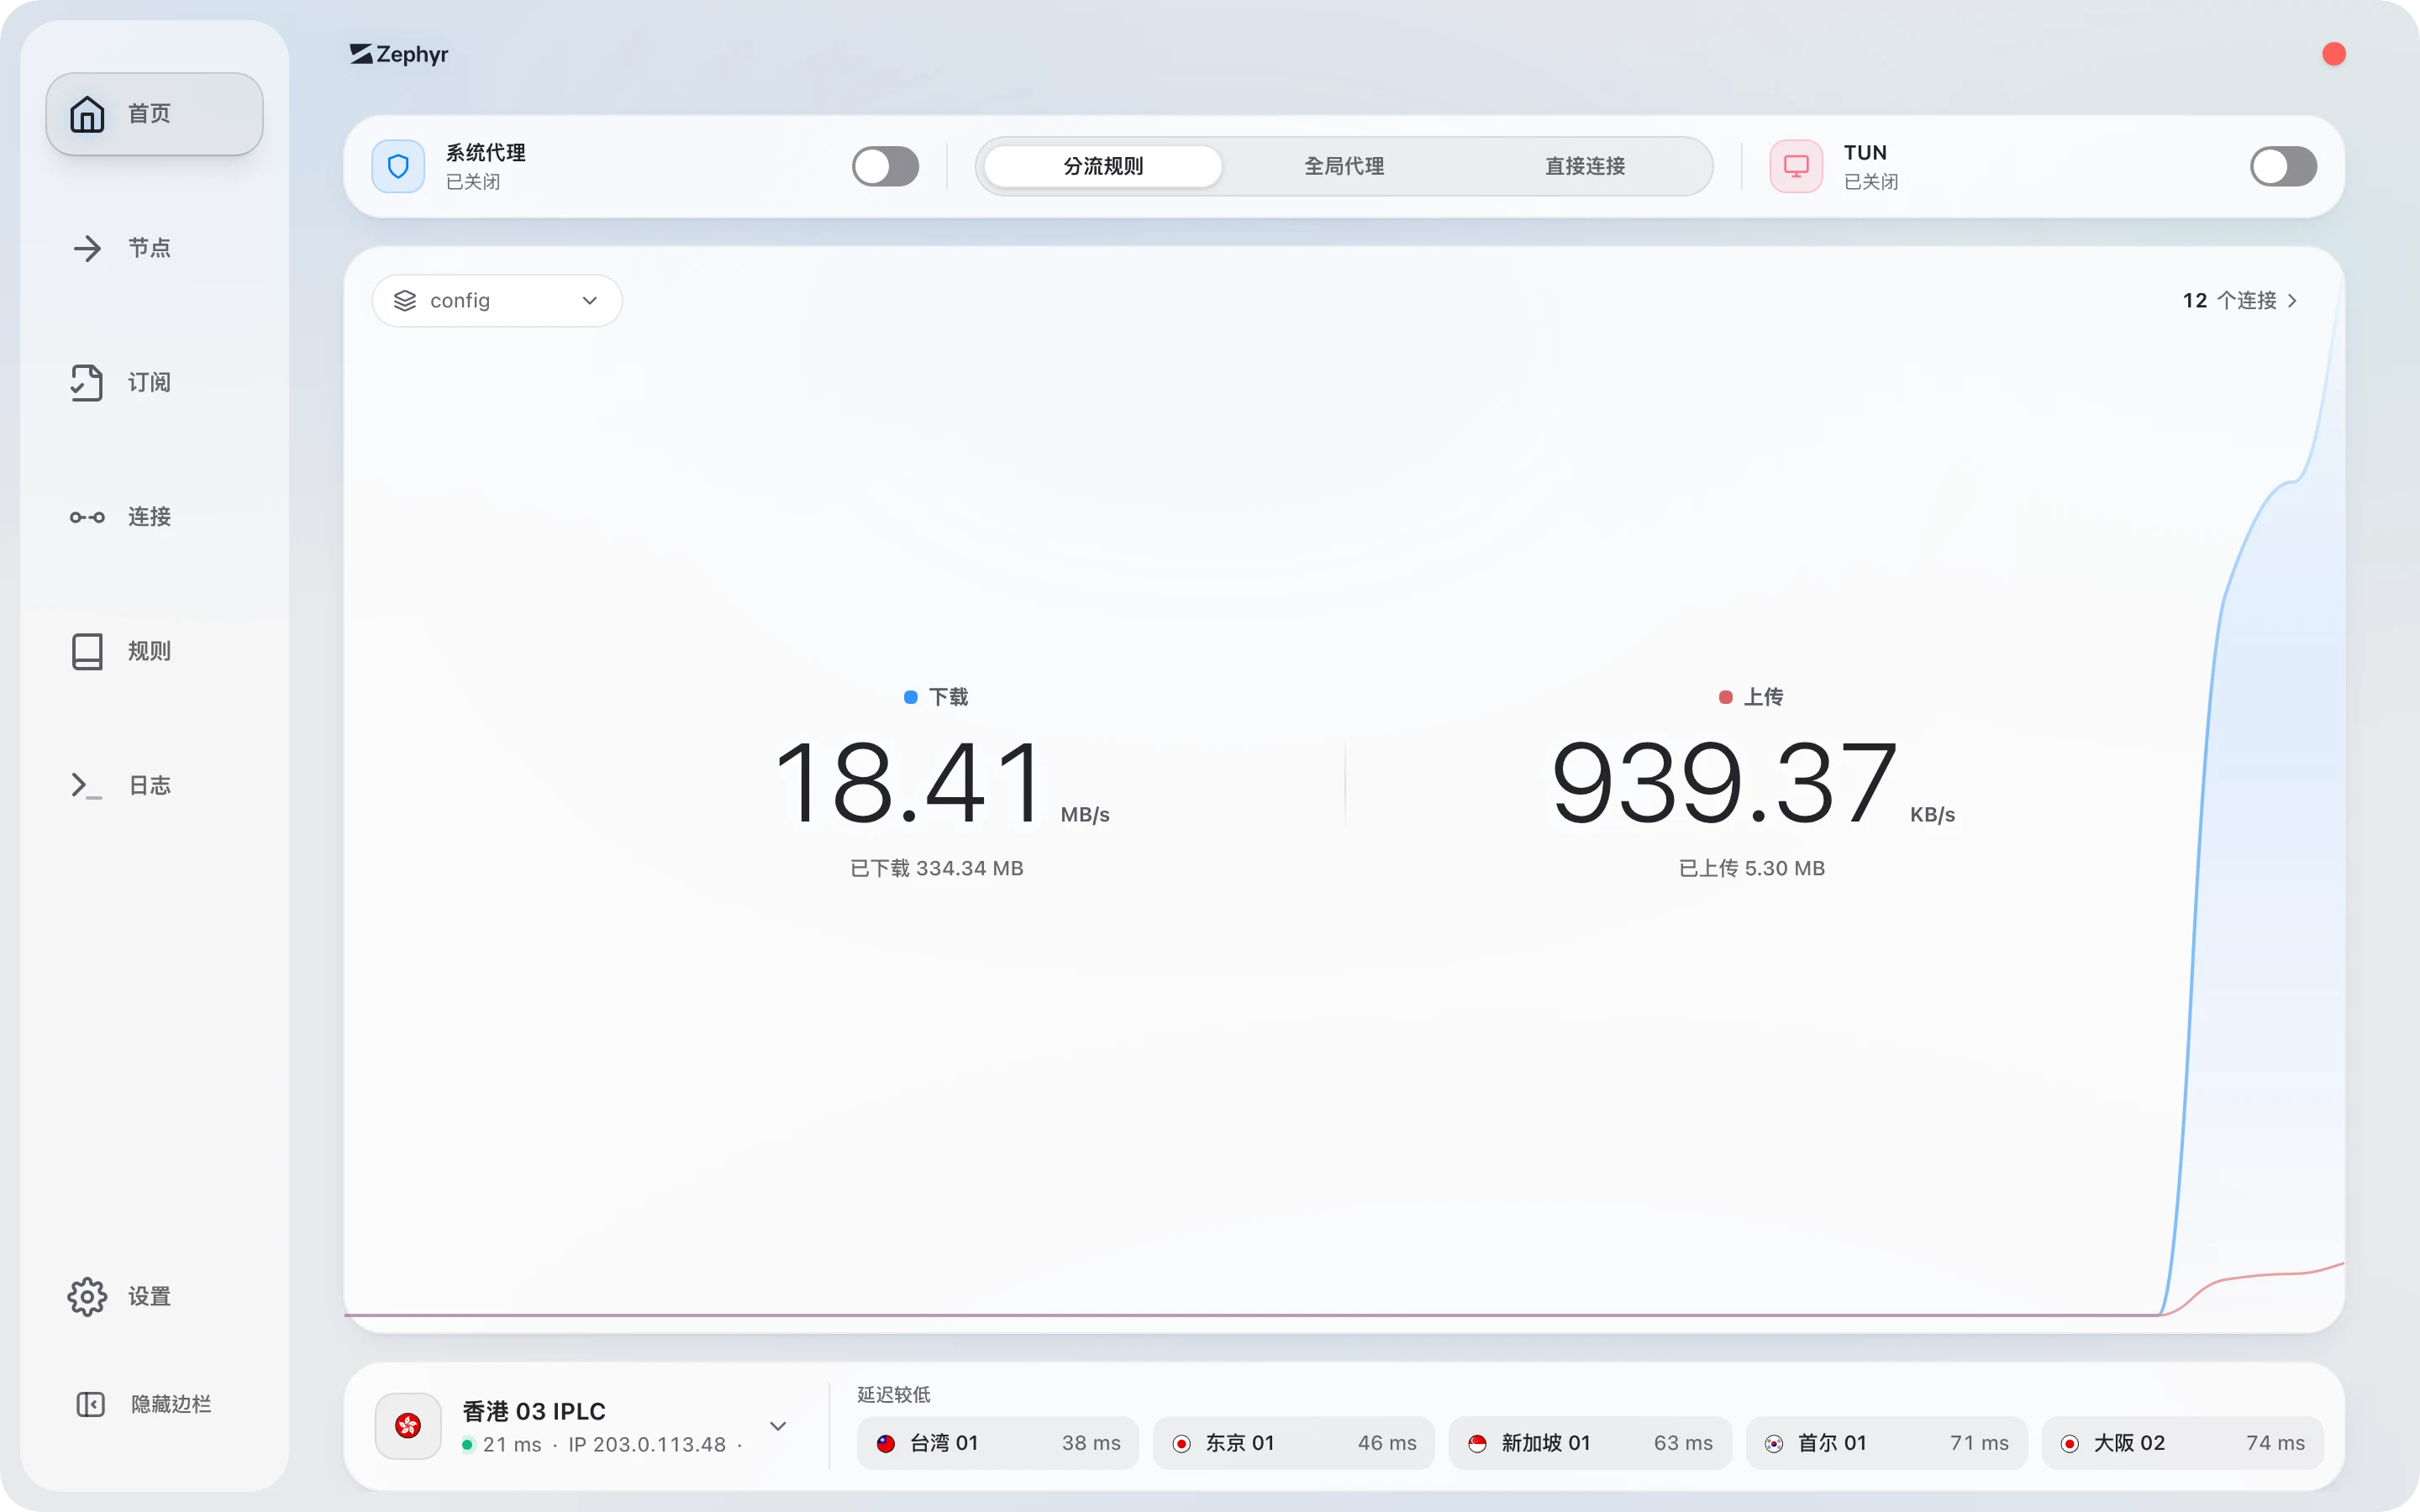 Zephyr
首页
节点
订阅
连接
规则
日志
设置
隐藏边栏
系统代理
已关闭
分流规则
全局代理
直接连接
TUN
已关闭
config
12 个连接
下载
18.41 MB/s
已下载 334.34 MB
上传
939.37 KB/s
已上传 5.30 MB
香港 03 IPLC
21 ms · IP 203.0.113.48 ·
延迟较低
台湾 01 38 ms
东京 01 46 ms
新加坡 01 63 ms
首尔 01 71 ms
大阪 02 74 ms